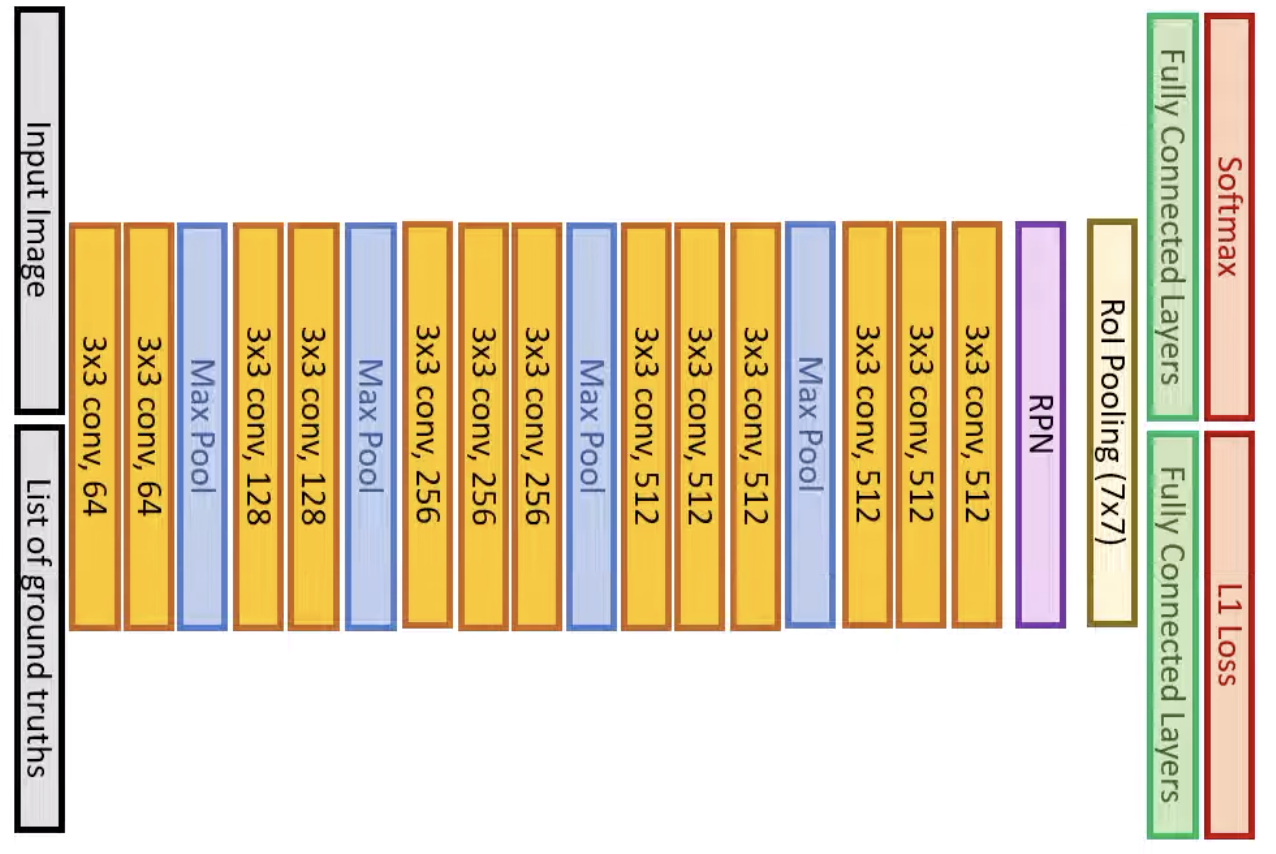 Input Image
List of ground truths
3x3 conv, 64
3x3 conv, 64
Max Pool
3x3 conv, 128
3x3 conv, 128
Max Pool
3x3 conv, 256
3x3 conv, 256
3x3 conv, 256
Max Pool
3x3 conv, 512
3x3 conv, 512
3x3 conv, 512
Max Pool
3x3 conv, 512
3x3 conv, 512
3x3 conv, 512
RPN
RoI Pooling (7x7)
Fully Connected Layers
Fully Connected Layers
Softmax
L1 Loss